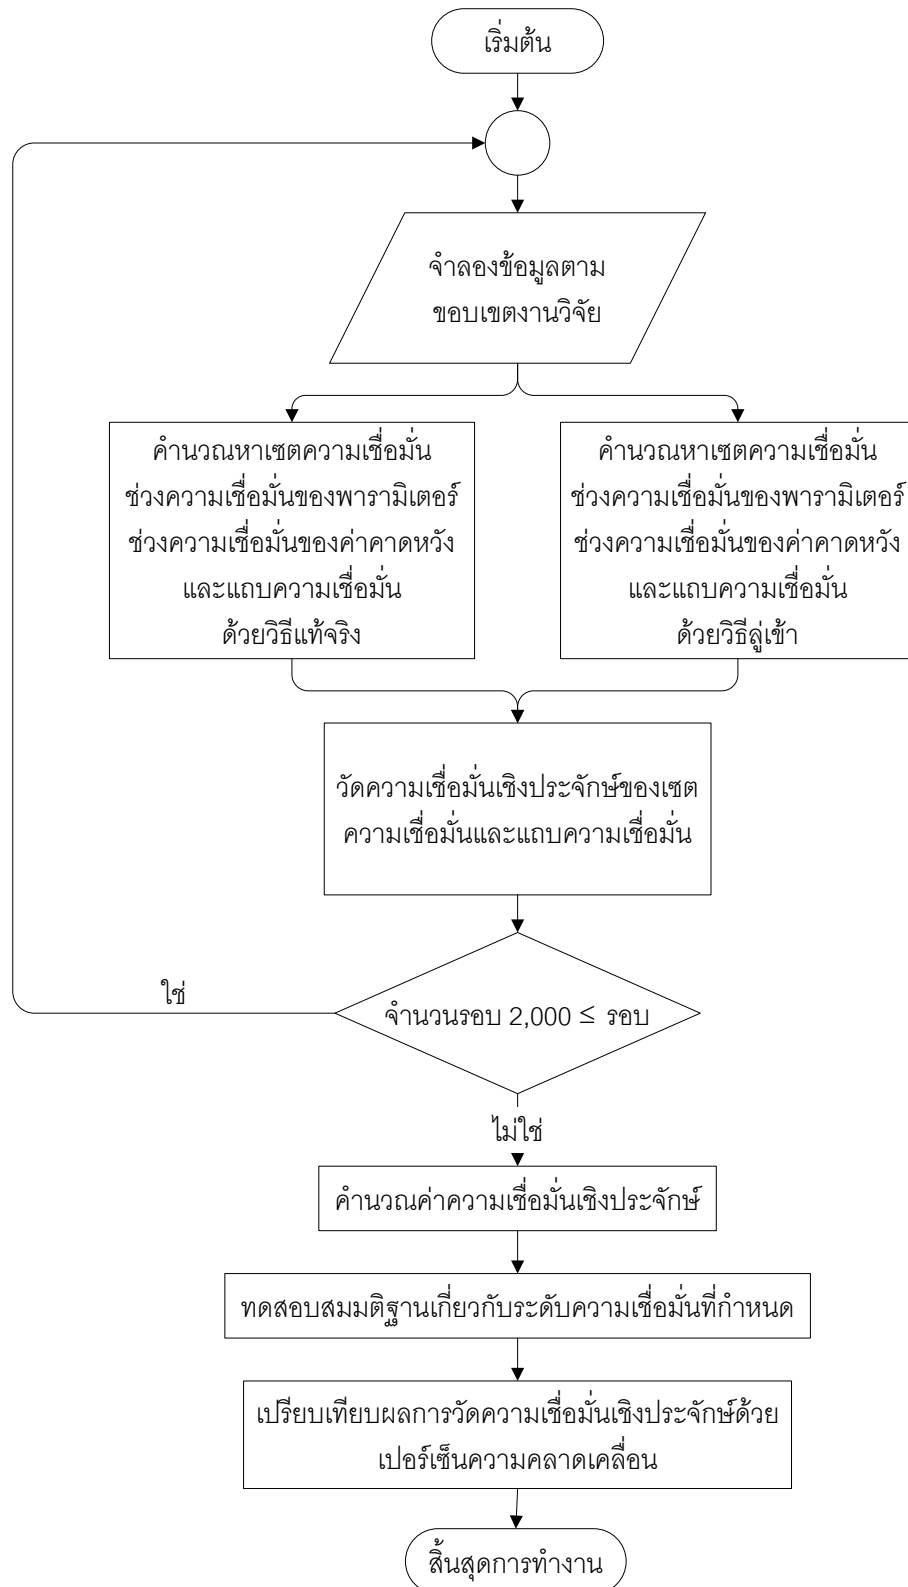 เริ่มต้น
จำลองข้อมูลตาม
ขอบเขตงานวิจัย
คำนวณหาเซตความเชื่อมั่น
ช่วงความเชื่อมั่นของพารามิเตอร์
ช่วงความเชื่อมั่นของค่าคาดหวัง
และแถบความเชื่อมั่น
ด้วยวิธีแท้จริง
คำนวณหาเซตความเชื่อมั่น
ช่วงความเชื่อมั่นของพารามิเตอร์
ช่วงความเชื่อมั่นของค่าคาดหวัง
และแถบความเชื่อมั่น
ด้วยวิธีลู่เข้า
วัดความเชื่อมั่นเชิงประจักษ์ของเซต
ความเชื่อมั่นและแถบความเชื่อมั่น
ใช่
จำนวนรอบ 2,000 ≤ รอบ
ไม่ใช่
คำนวณค่าความเชื่อมั่นเชิงประจักษ์
ทดสอบสมมติฐานเกี่ยวกับระดับความเชื่อมั่นที่กำหนด
เปรียบเทียบผลการวัดความเชื่อมั่นเชิงประจักษ์ด้วย
เปอร์เซ็นความคลาดเคลื่อน
สิ้นสุดการทำงาน